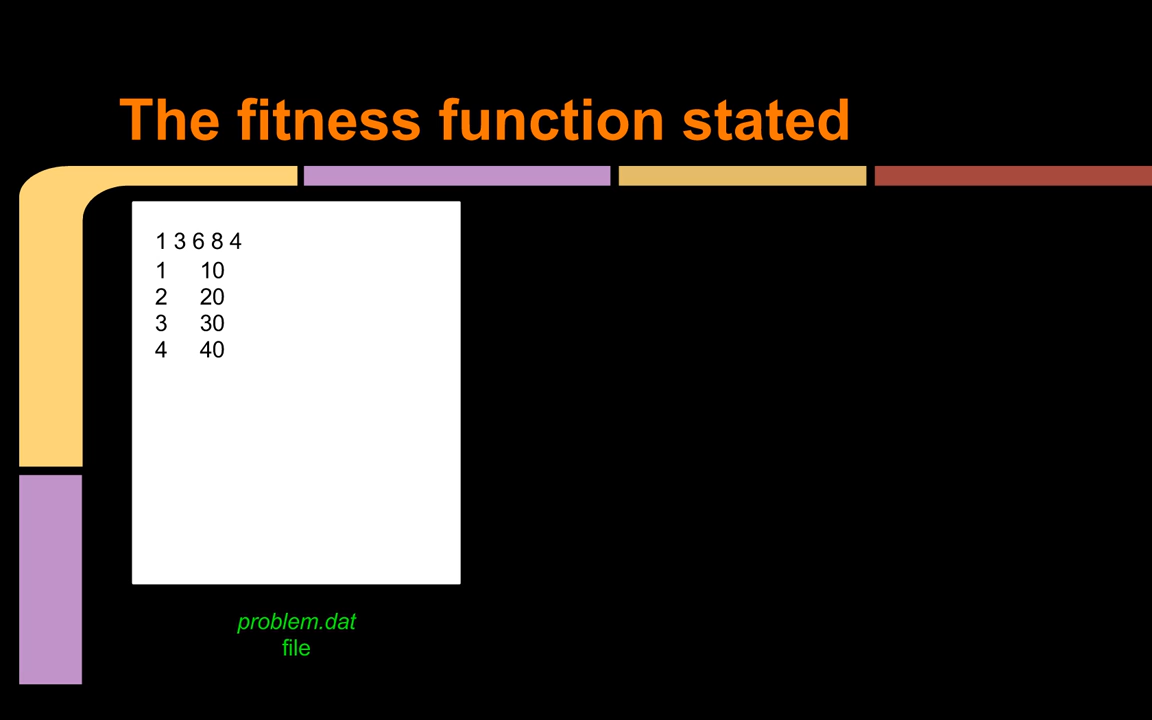 The fitness function stated
1 3 6 8 4
1 10
2 20
3 30
4 40
problem.dat
file